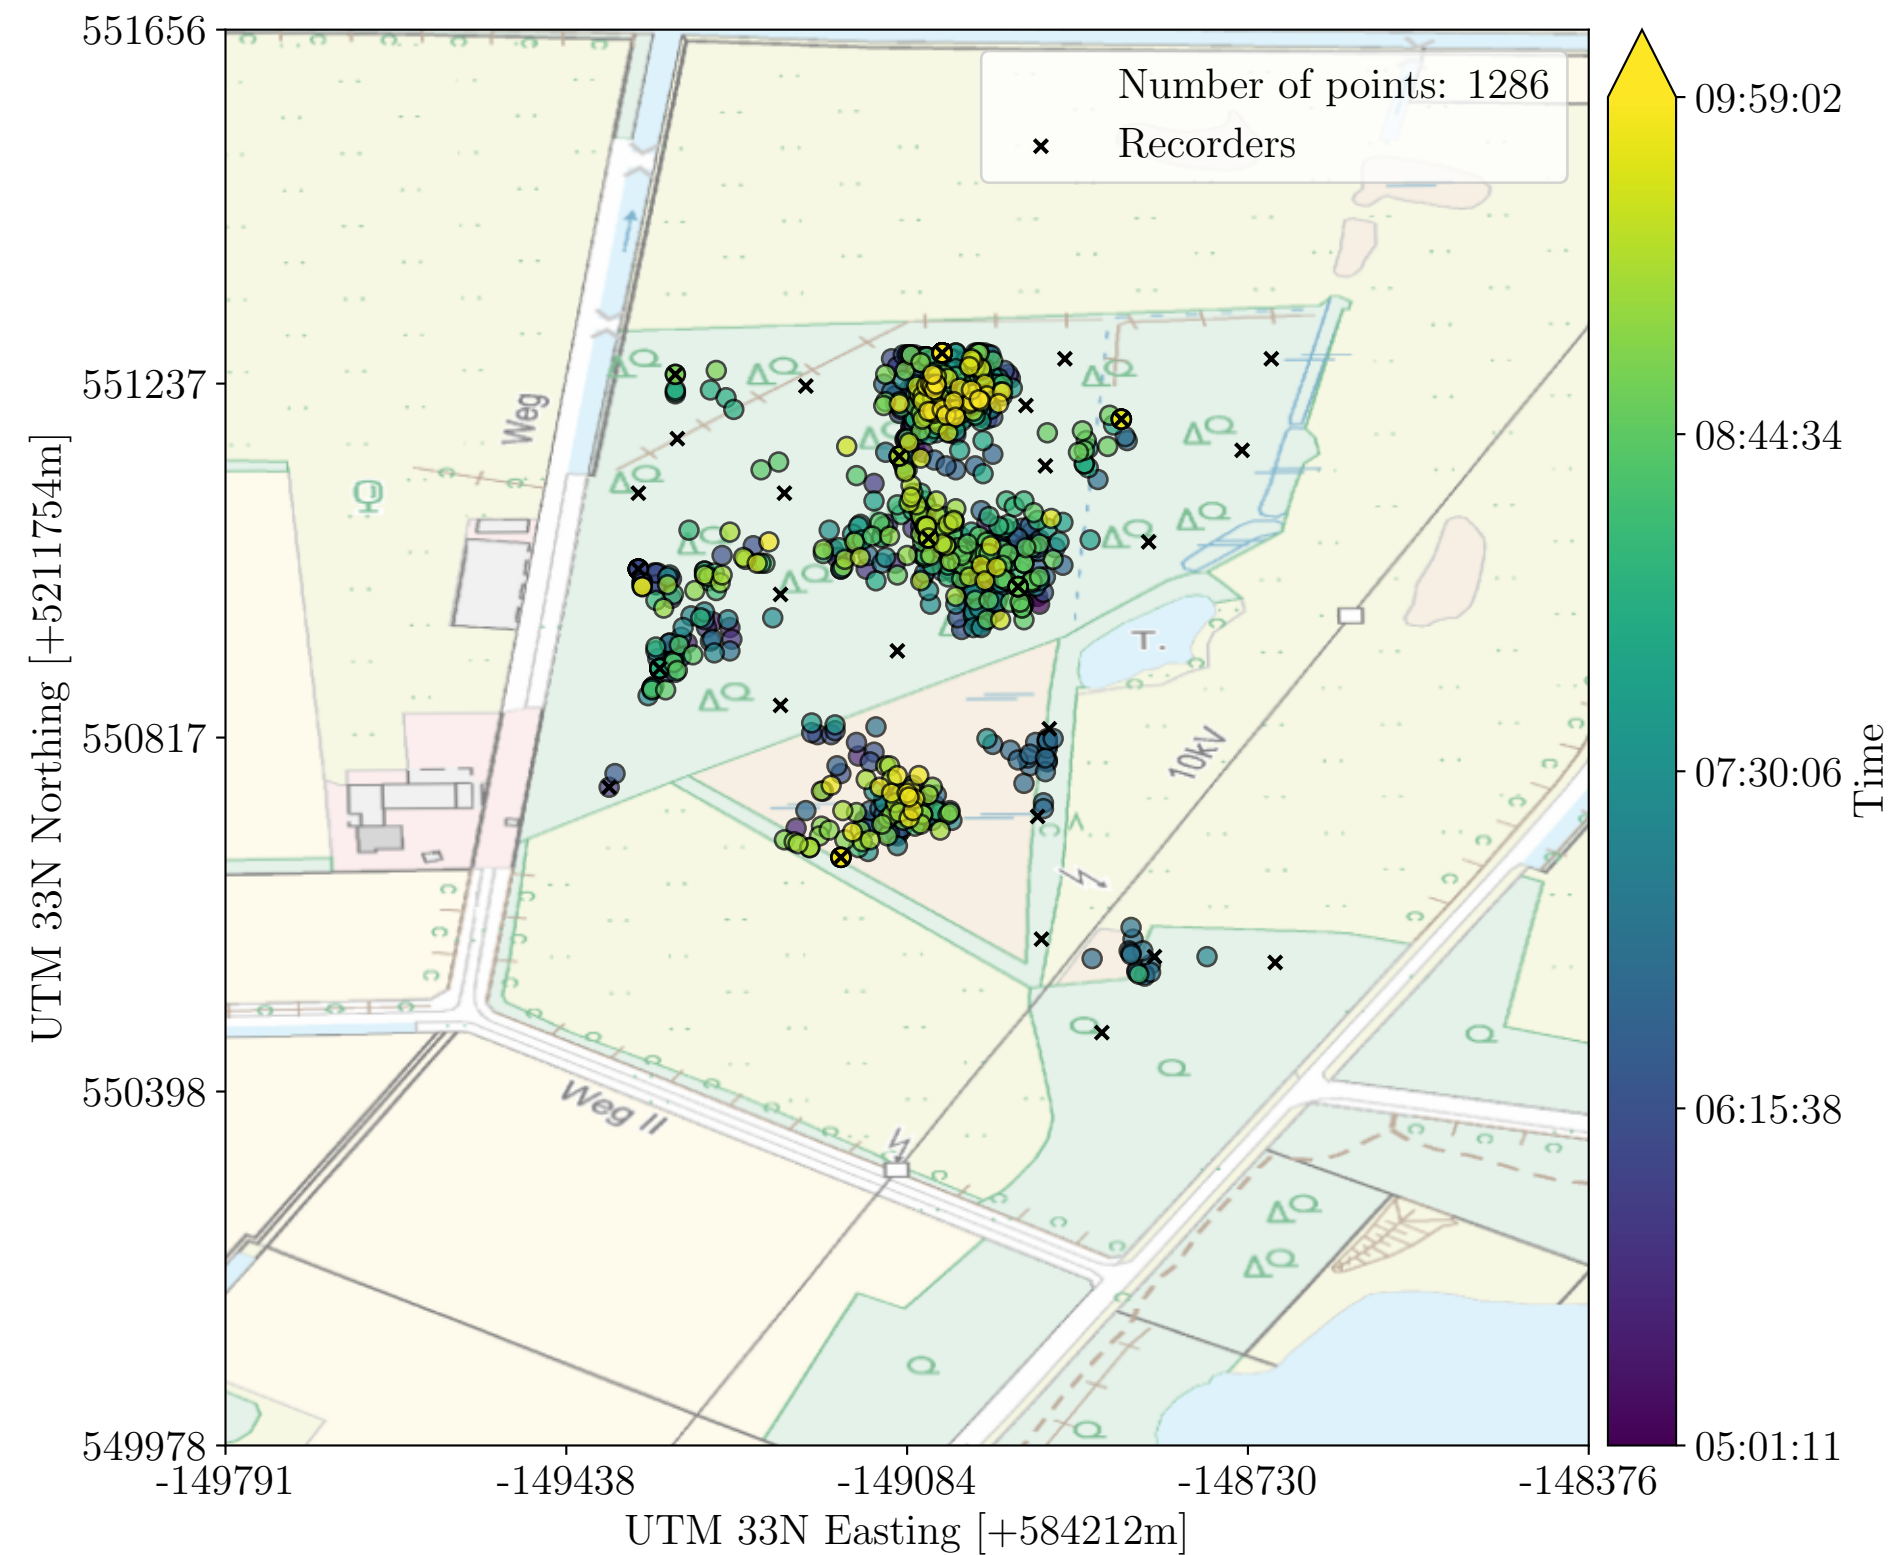 551656
551237
550817
550398
549978
UTM 33N Northing [+5211754m]
-149791
-149438
-149084
-148730
-148376
UTM 33N Easting [+584212m]
Number of points: 1286
Recorders
Weg
T.
10kV
Weg II
09:59:02
08:44:34
07:30:06
06:15:38
05:01:11
Time